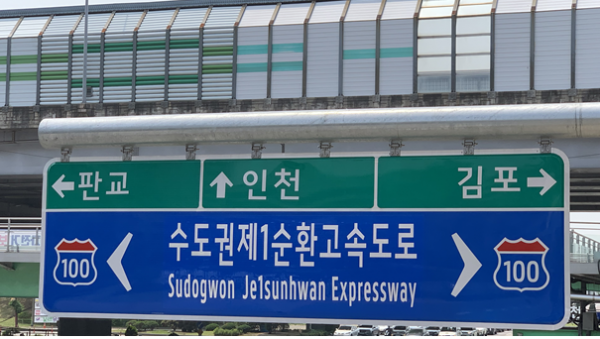 ← 판교 ↑ 인천 김포 →
100 < 수도권제1순환고속도로 > 100
Sudogwon Je1sunhwan Expressway